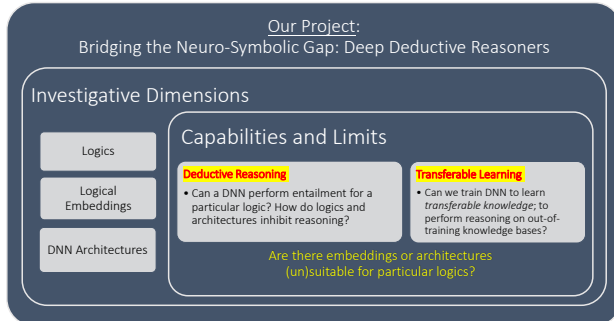 Our Project:
Bridging the Neuro-Symbolic Gap: Deep Deductive Reasoners
Investigative Dimensions
Logics
Logical
Embeddings
DNN Architectures
Capabilities and Limits
Deductive Reasoning
• Can a DNN perform entailment for a
particular logic? How do logics and
architectures inhibit reasoning?
Transferable Learning
• Can we train DNN to learn
transferable knowledge; to
perform reasoning on out-of-
training knowledge bases?
Are there embeddings or architectures
(un)suitable for particular logics?